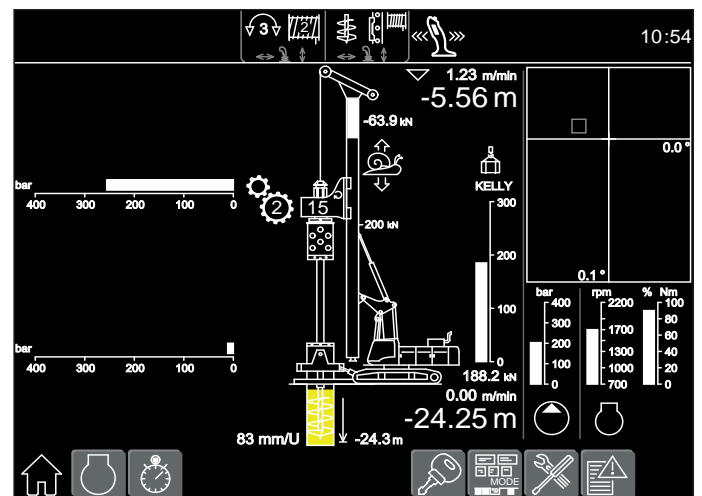 3 2 10:54
1.23 m/min
-5.56 m
-63.9 kN
0.0 °
bar
400 300 200 100 0
2
15
KELLY
300
200
100
0
200 kN
0.1 °
bar
400
300
200
100
0
rpm
2200
1700
1300
1000
700
% Nm
100
80
60
40
20
0
bar
400 300 200 100 0
188.2 kN
0.00 m/min
-24.25 m
83 mm/U
-24.3 m
MODE